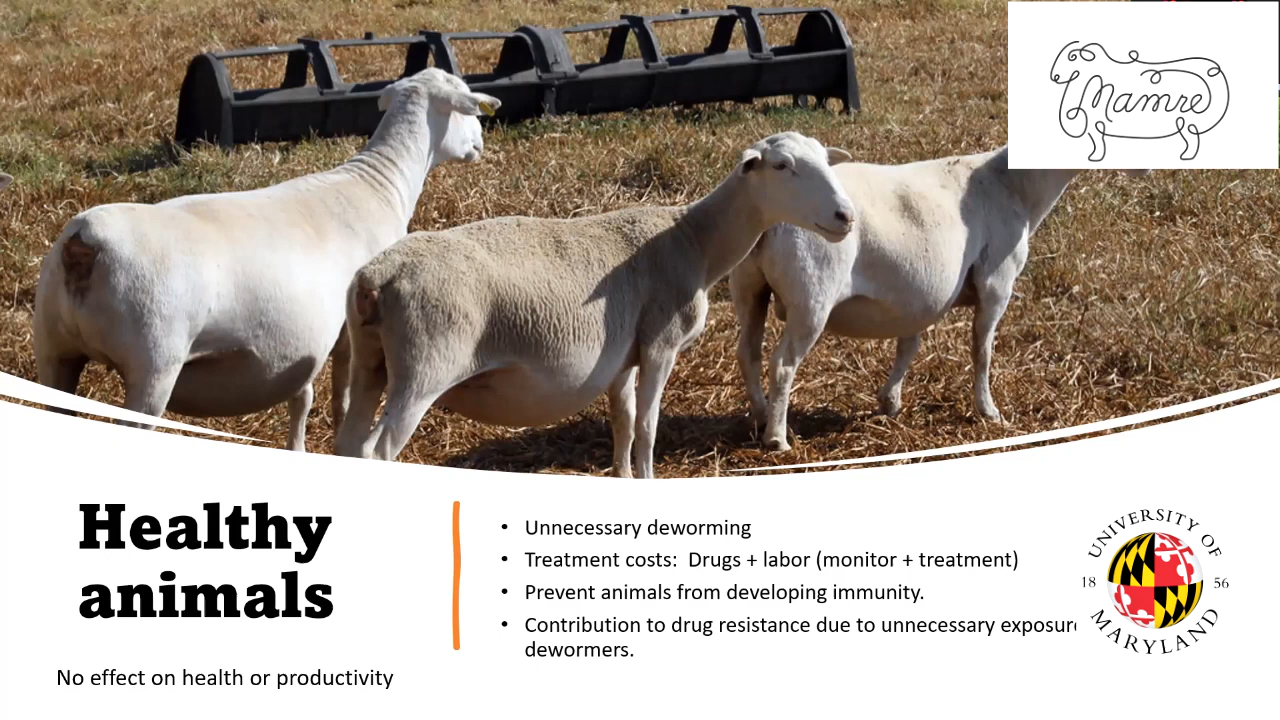 Mamre
Healthy
animals
No effect on health or productivity
• Unnecessary deworming
• Treatment costs:  Drugs + labor (monitor + treatment)
• Prevent animals from developing immunity.
• Contribution to drug resistance due to unnecessary exposure
dewormers.
UNIVERSITY OF
18 56
MARYLAND